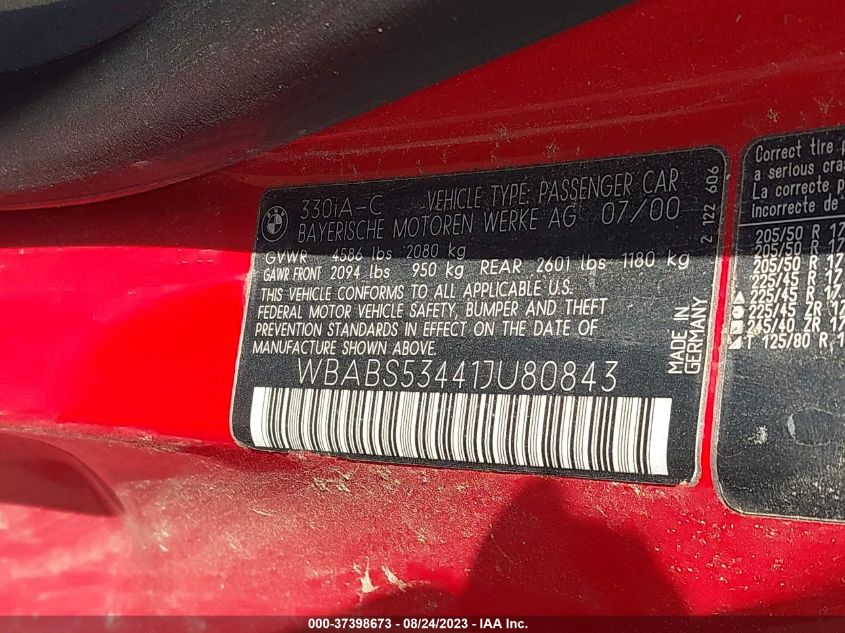 330iA-C VEHICLE TYPE: PASSENGER CAR
BAYERISCHE MOTOREN WERKE AG 07/00
GVWR 4586 lbs 2080 kg
GAWR FRONT 2094 lbs 950 kg REAR 2601 lbs 1180 kg
THIS VEHICLE CONFORMS TO ALL APPLICABLE U.S.
FEDERAL MOTOR VEHICLE SAFETY, BUMPER AND THEFT
PREVENTION STANDARDS IN EFFECT ON THE DATE OF
MANUFACTURE SHOWN ABOVE.
WBABS53441JU80843
MADE IN
GERMANY
2 122 606
Correct tire
a serious
La correcte
Incorrecte de
205/50 R 17
205/50 R 17
205/50 R 17
225/45 R 17
225/45 R 17
225/45 ZR 17
245/40 ZR 17
T 125/80 R
000-37398673 - 08/24/2023 - IAA Inc.